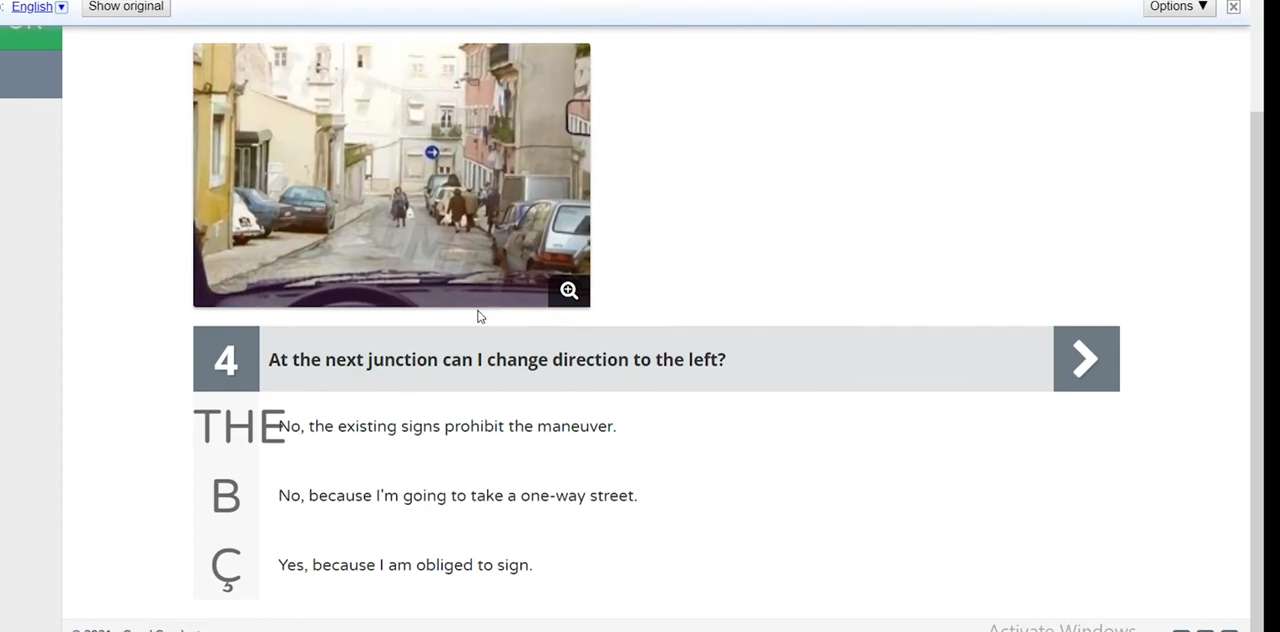 : English Show original Options ▼
4 At the next junction can I change direction to the left?
THE No, the existing signs prohibit the maneuver.
B No, because I'm going to take a one-way street.
Ç Yes, because I am obliged to sign.
Activate Windows